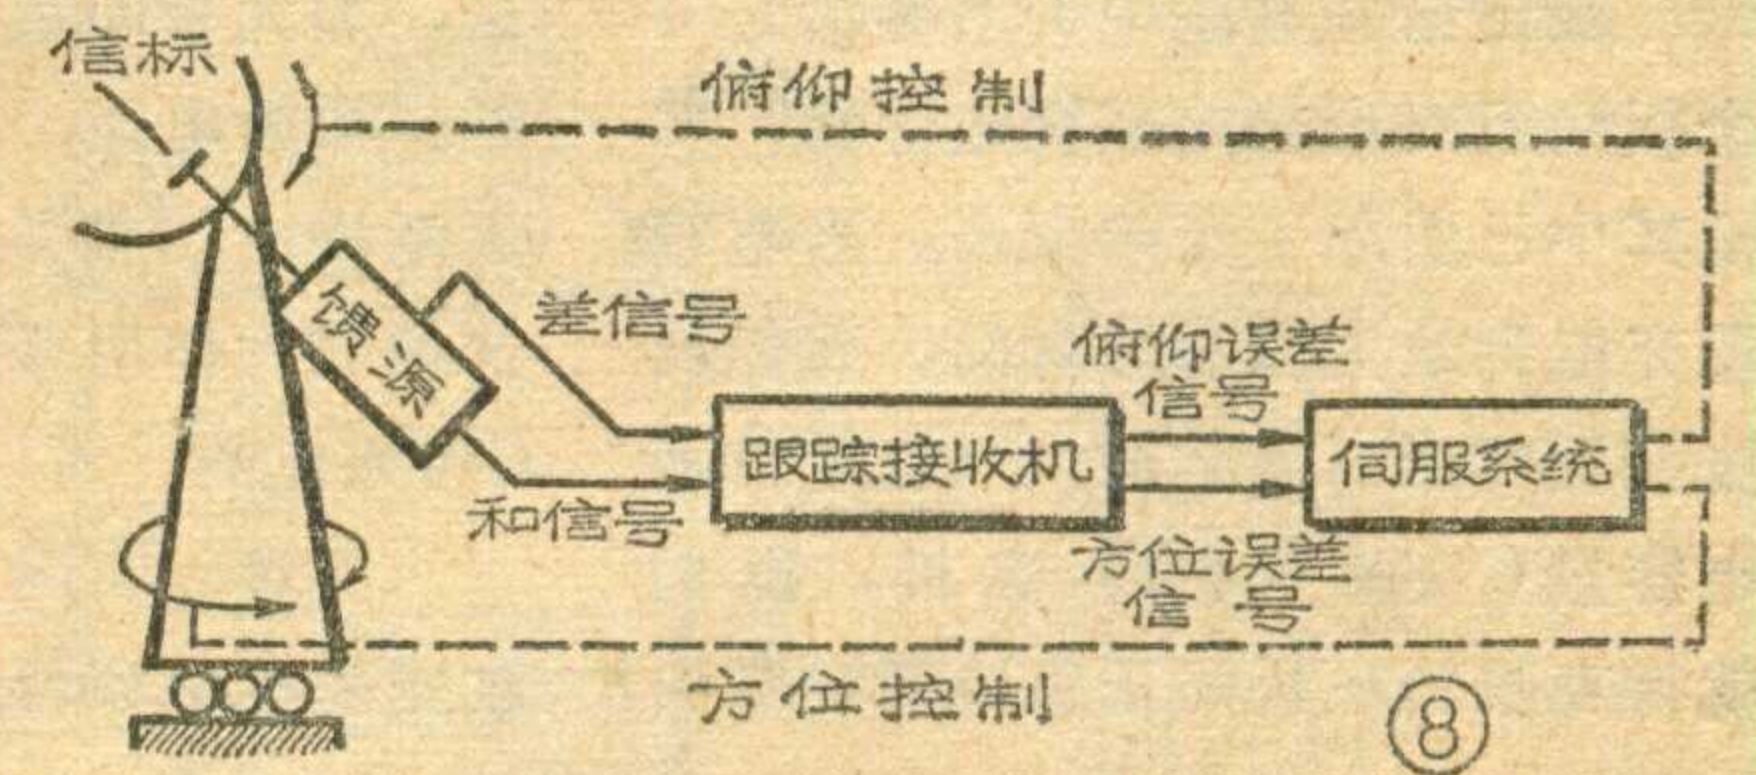 信标
俯仰控制
馈源
差信号
和信号
跟踪接收机
俯仰误差
信号
方位误差
信号
伺服系统
方位控制
⑧